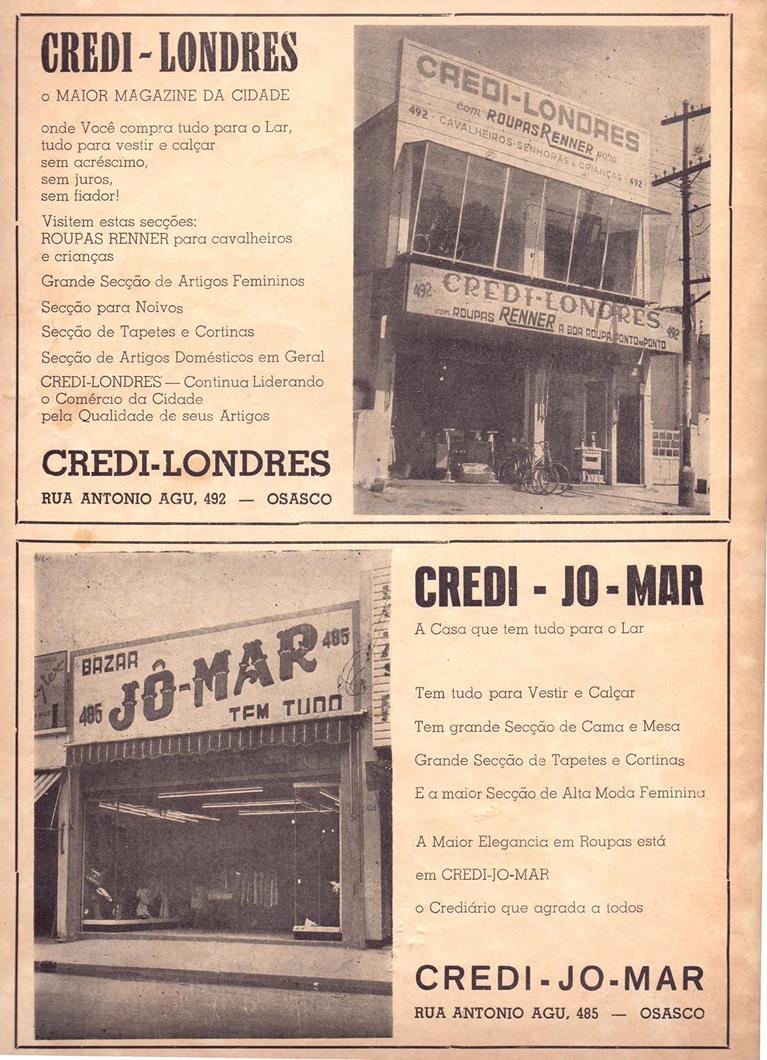 CREDI-LONDRES
o MAIOR MAGAZINE DA CIDADE
onde Você compra tudo para o Lar,
tudo para vestir e calçar
sem acréscimo,
sem juros,
sem fiador!
Visitem estas secções:
ROUPAS RENNER para cavalheiros
e crianças
Grande Secção de Artigos Femininos
Secção para Noivos
Secção de Tapetes e Cortinas
Secção de Artigos Domésticos em Geral
CREDI-LONDRES — Continua Liderando
o Comércio da Cidade
pela Qualidade de seus Artigos
CREDI-LONDRES
RUA ANTONIO AGU, 492 — OSASCO
CREDI-LONDRES
com ROUPAS RENNER para
492 - CAVALHEIROS-SENHORAS & CRIANÇAS 492
492 CREDI-LONDRES 492
com ROUPAS RENNER A BOA ROUPA PONTO POR PONTO
BAZAR
JÔ-MAR 485
485 TEM TUDO
CREDI - JO - MAR
A Casa que tem tudo para o Lar
Tem tudo para Vestir e Calçar
Tem grande Secção de Cama e Mesa
Grande Secção de Tapetes e Cortinas
E a maior Secção de Alta Moda Feminina
A Maior Elegancia em Roupas está
em CREDI-JO-MAR
o Crediário que agrada a todos
CREDI-JO-MAR
RUA ANTONIO AGU, 485 — OSASCO